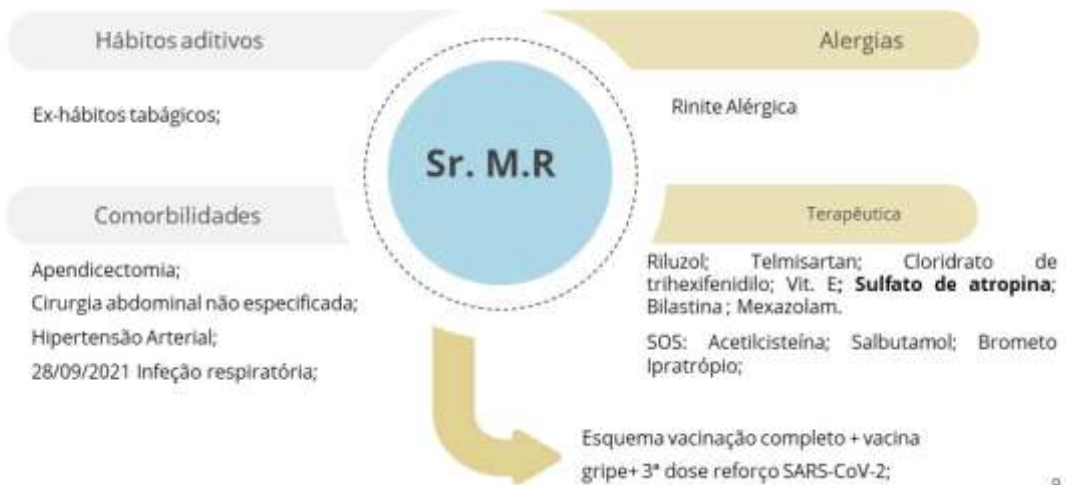 Hábitos aditivos
Ex-hábitos tabágicos;
Comorbilidades
Apendicectomia;
Cirurgia abdominal não especificada;
Hipertensão Arterial;
28/09/2021 Infeção respiratória;
Sr. M.R
Alergias
Rinite Alérgica
Terapêutica
Riluzol; Telmisartan; Cloridrato de
trihexifenidilo; Vit. E; Sulfato de atropina;
Bilastina; Mexazolam.
SOS: Acetilcisteína; Salbutamol; Brometo
Ipratrópio;
Esquema vacinação completo + vacina
gripe+ 3ª dose reforço SARS-CoV-2;